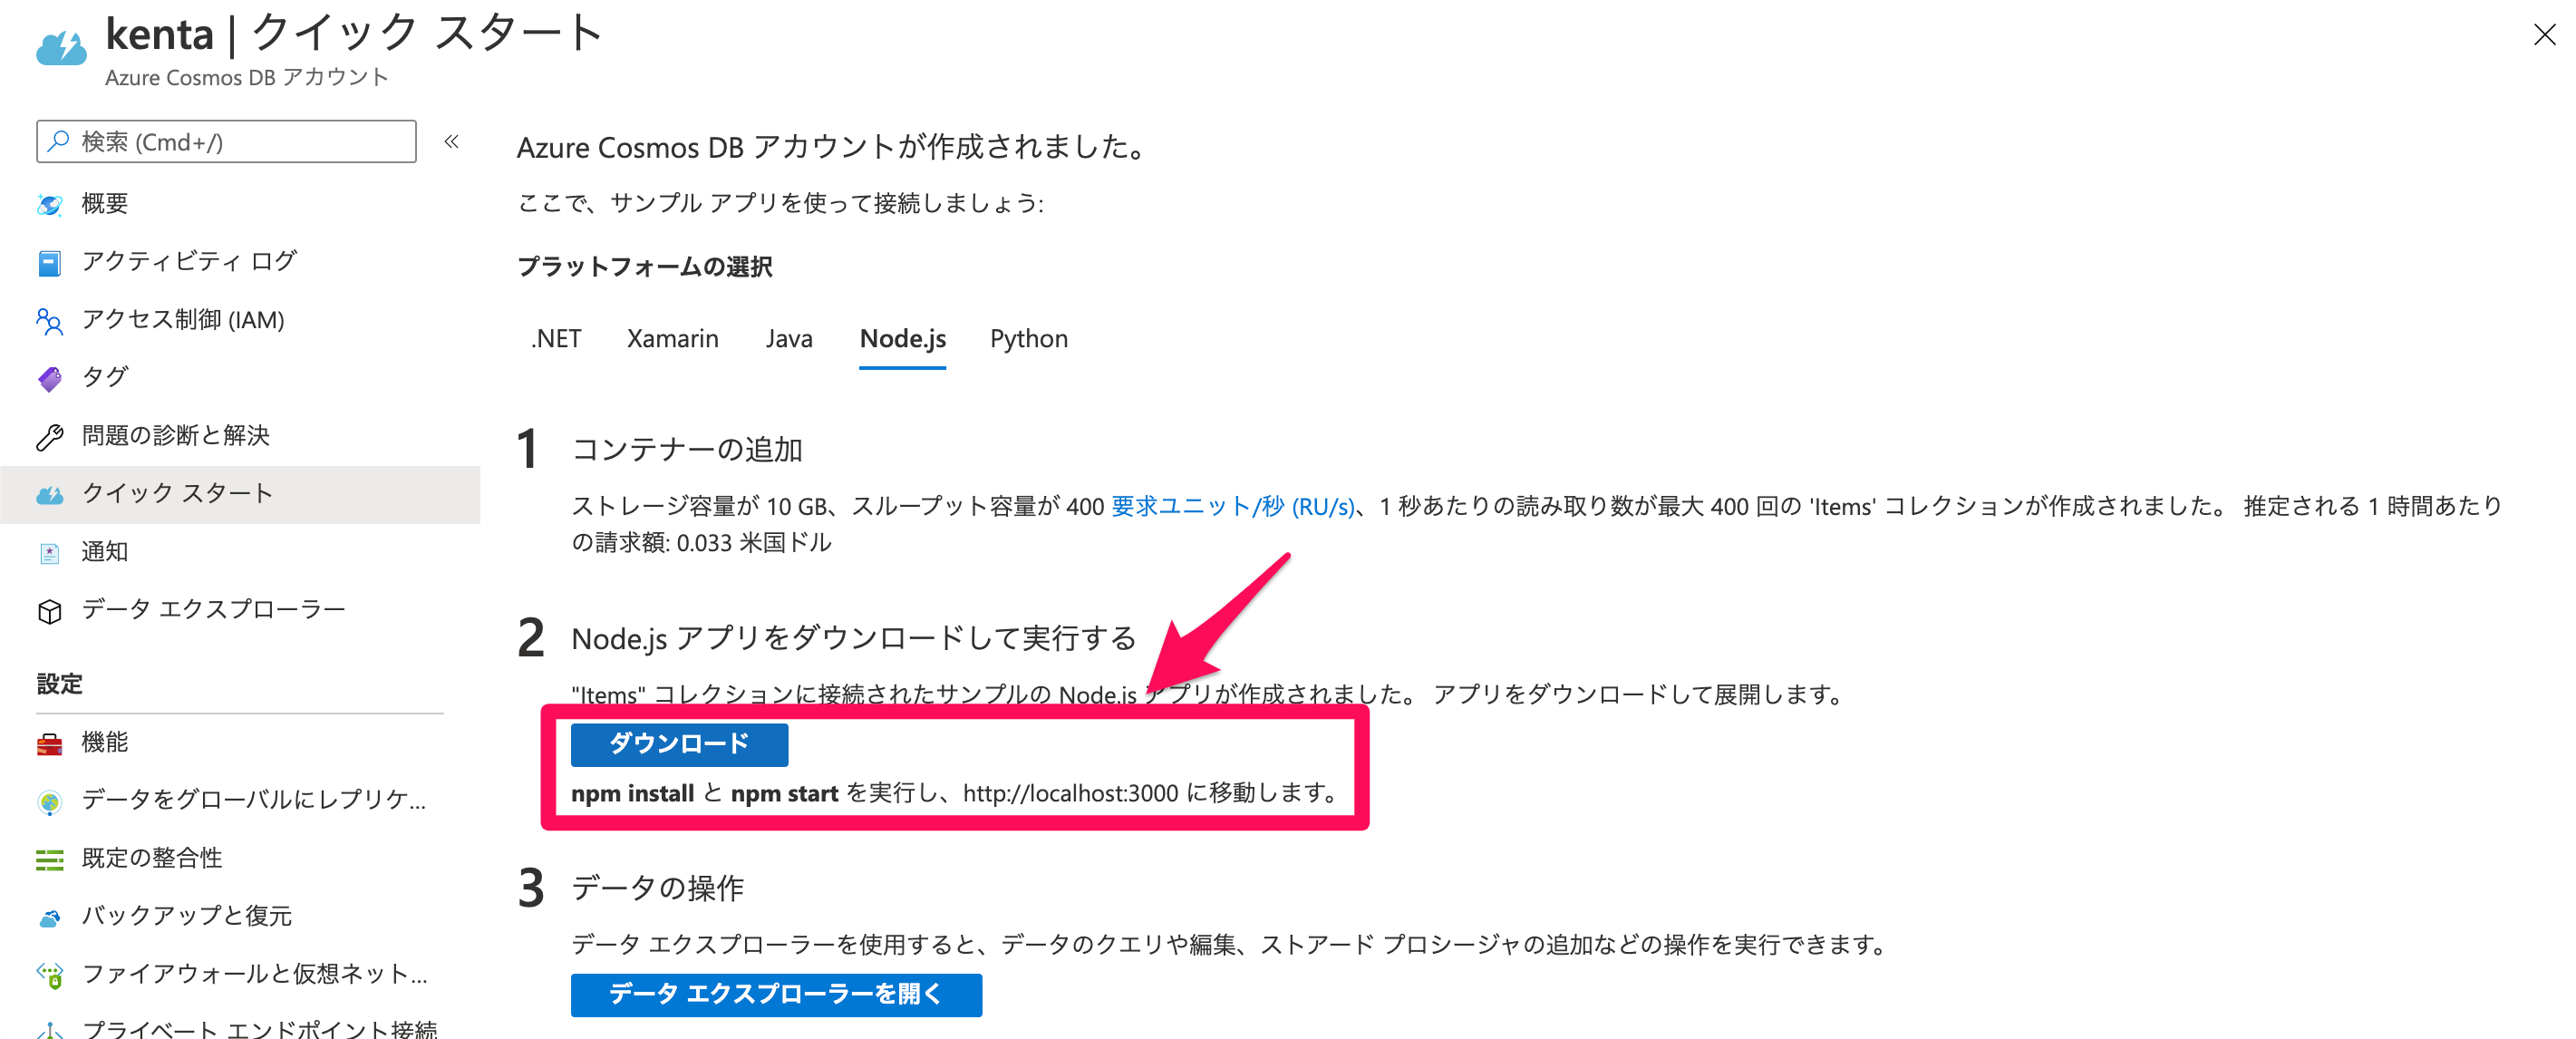 kenta | クイック スタート
Azure Cosmos DB アカウント
検索 (Cmd+/)
概要
アクティビティ ログ
アクセス制御 (IAM)
タグ
問題の診断と解決
クイック スタート
通知
データ エクスプローラー
設定
機能
データをグローバルにレプリケ...
既定の整合性
バックアップと復元
ファイアウォールと仮想ネット...
プライベート エンドポイント接続
Azure Cosmos DB アカウントが作成されました。
ここで、サンプル アプリを使って接続しましょう:
プラットフォームの選択
.NET Xamarin Java Node.js Python
1 コンテナーの追加
ストレージ容量が 10 GB、スループット容量が 400 要求ユニット/秒 (RU/s)、1 秒あたりの読み取り数が最大 400 回の 'Items' コレクションが作成されました。 推定される 1 時間あたり
の請求額: 0.033 米国ドル
2 Node.js アプリをダウンロードして実行する
"Items" コレクションに接続されたサンプルの Node.js アプリが作成されました。 アプリをダウンロードして展開します。
ダウンロード
npm install と npm start を実行し、http://localhost:3000 に移動します。
3 データの操作
データ エクスプローラーを使用すると、データのクエリや編集、ストアード プロシージャの追加などの操作を実行できます。
データ エクスプローラーを開く